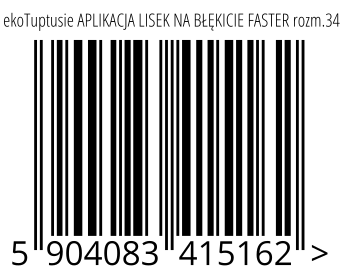 ekoTuptusie APLIKACJA LISEK NA BŁĘKICIE FASTER rozm.34
5 904083 415162 >